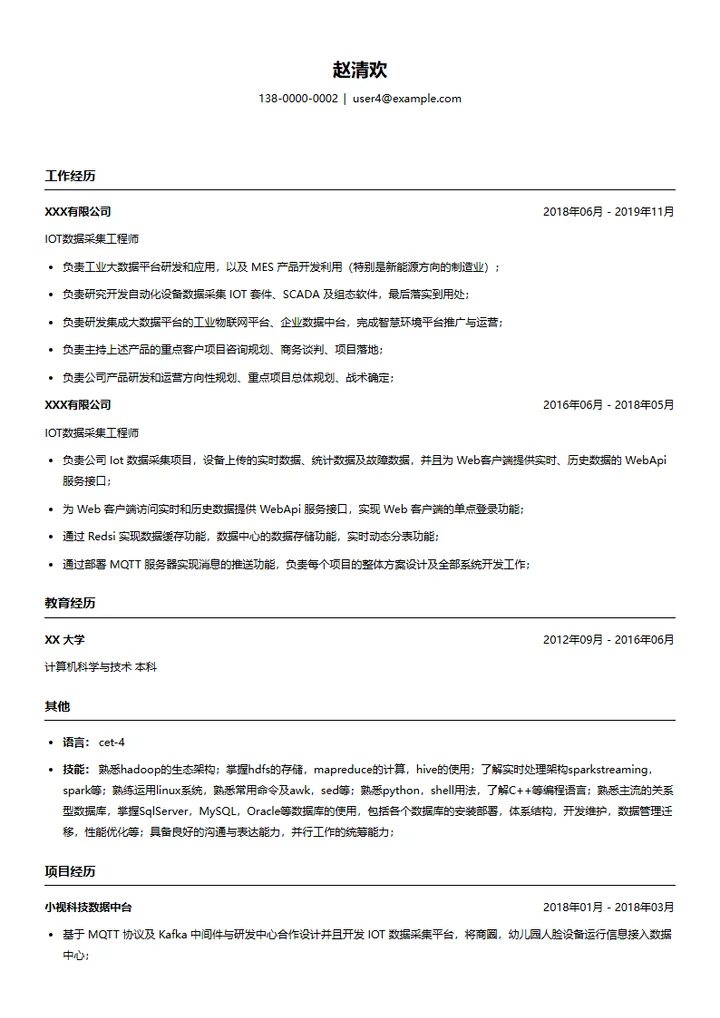 赵清欢
138-0000-0002 | user4@example.com
工作经历
XXX有限公司 2018年06月 - 2019年11月
IOT数据采集工程师
• 负责工业大数据平台研发和应用，以及 MES 产品开发利用（特别是新能源方向的制造业）；
• 负责研究开发自动化设备数据采集 IOT 套件、SCADA 及组态软件，最后落实到用处；
• 负责研发集成大数据平台的工业物联网平台、企业数据中台，完成智慧环境平台推广与运营；
• 负责主持上述产品的重点客户项目咨询规划、商务谈判、项目落地；
• 负责公司产品研发和运营方向性规划、重点项目总体规划、战术确定；
XXX有限公司 2016年06月 - 2018年05月
IOT数据采集工程师
• 负责公司 Iot 数据采集项目，设备上传的实时数据、统计数据及故障数据，并且为 Web客户端提供实时、历史数据的 WebApi
服务接口；
• 为 Web 客户端访问实时和历史数据提供 WebApi 服务接口，实现 Web 客户端的单点登录功能；
• 通过 Redsi 实现数据缓存功能，数据中心的数据存储功能，实时动态分表功能；
• 通过部署 MQTT 服务器实现消息的推送功能，负责每个项目的整体方案设计及全部系统开发工作；
教育经历
XX 大学 2012年09月 - 2016年06月
计算机科学与技术 本科
其他
• 语言： cet-4
• 技能： 熟悉hadoop的生态架构；掌握hdfs的存储，mapreduce的计算，hive的使用；了解实时处理架构sparkstreaming，
spark等；熟练运用linux系统，熟悉常用命令及awk，sed等；熟悉python，shell用法，了解C++等编程语言；熟悉主流的关系
型数据库，掌握SqlServer，MySQL，Oracle等数据库的使用，包括各个数据库的安装部署，体系结构，开发维护，数据管理迁
移，性能优化等；具备良好的沟通与表达能力，并行工作的统筹能力；
项目经历
小视科技数据中台 2018年01月 - 2018年03月
• 基于 MQTT 协议及 Kafka 中间件与研发中心合作设计并且开发 IOT 数据采集平台，将商圈，幼儿园人脸设备运行信息接入数据
中心；